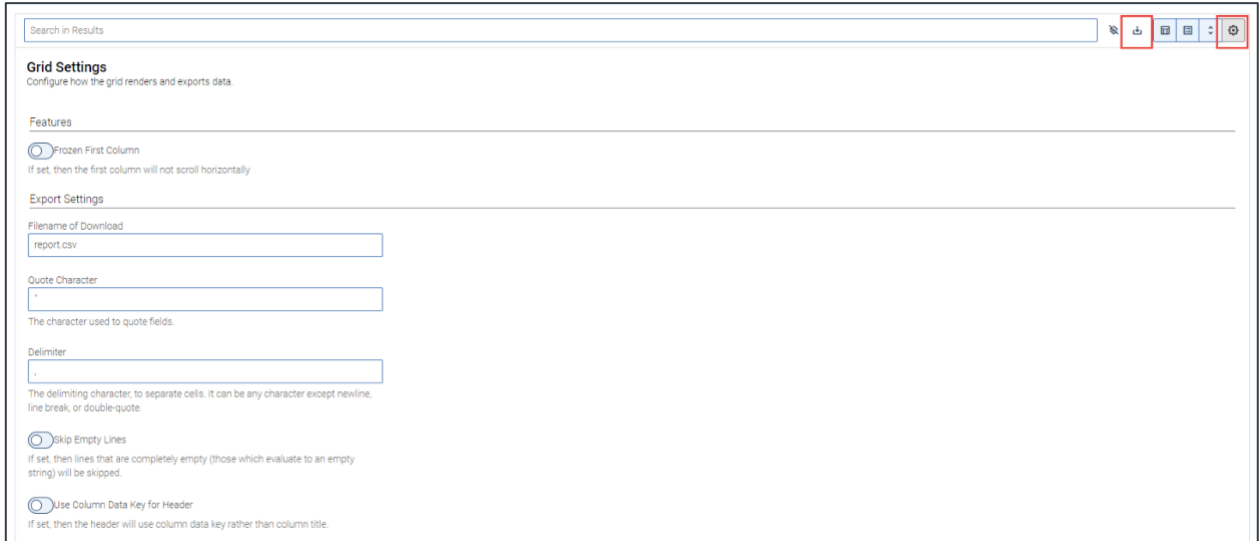 Search in Results
Grid Settings
Configure how the grid renders and exports data.
Features
Frozen First Column
If set, then the first column will not scroll horizontally
Export Settings
Filename of Download
report.csv
Quote Character
"
The character used to quote fields.
Delimiter
,
The delimiting character, to separate cells. It can be any character except newline,
line break, or double-quote.
Skip Empty Lines
If set, then lines that are completely empty (those which evaluate to an empty
string) will be skipped.
Use Column Data Key for Header
If set, then the header will use column data key rather than column title.